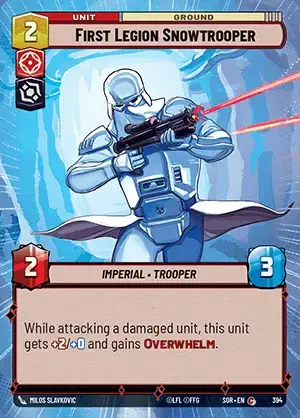 UNIT
GROUND
2
FIRST LEGION SNOWTROOPER
2
IMPERIAL • TROOPER
3
While attacking a damaged unit, this unit
gets +2/+0 and gains OVERWHELM.
MILOS SLAVKOVIC
©LFL ©FFG
SOR • EN C 394